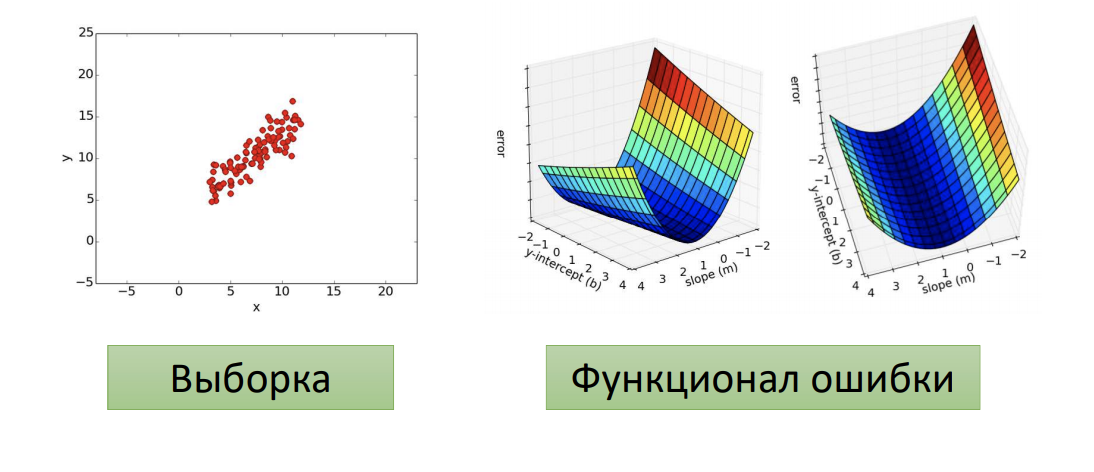 25
20
15
10
5
0
−5
y
−5 0 5 10 15 20
x
error
−2 −1 0 1 2 3 4
y-intercept (b)
4 3 2 1 0 −1 −2
slope (m)
error
−2 −1 0 1 2 3 4
y-intercept (b)
4 3 2 1 0 −1 −2
slope (m)
Выборка
Функционал ошибки